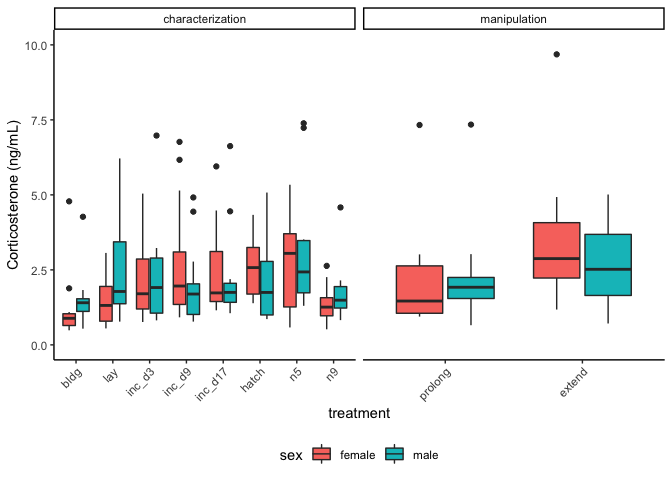 characterization manipulation
Corticosterone (ng/mL)
10.0
7.5
5.0
2.5
0.0
bldg lay inc_d3 inc_d9 inc_d17 hatch n5 n9 prolong extend
treatment
sex female male